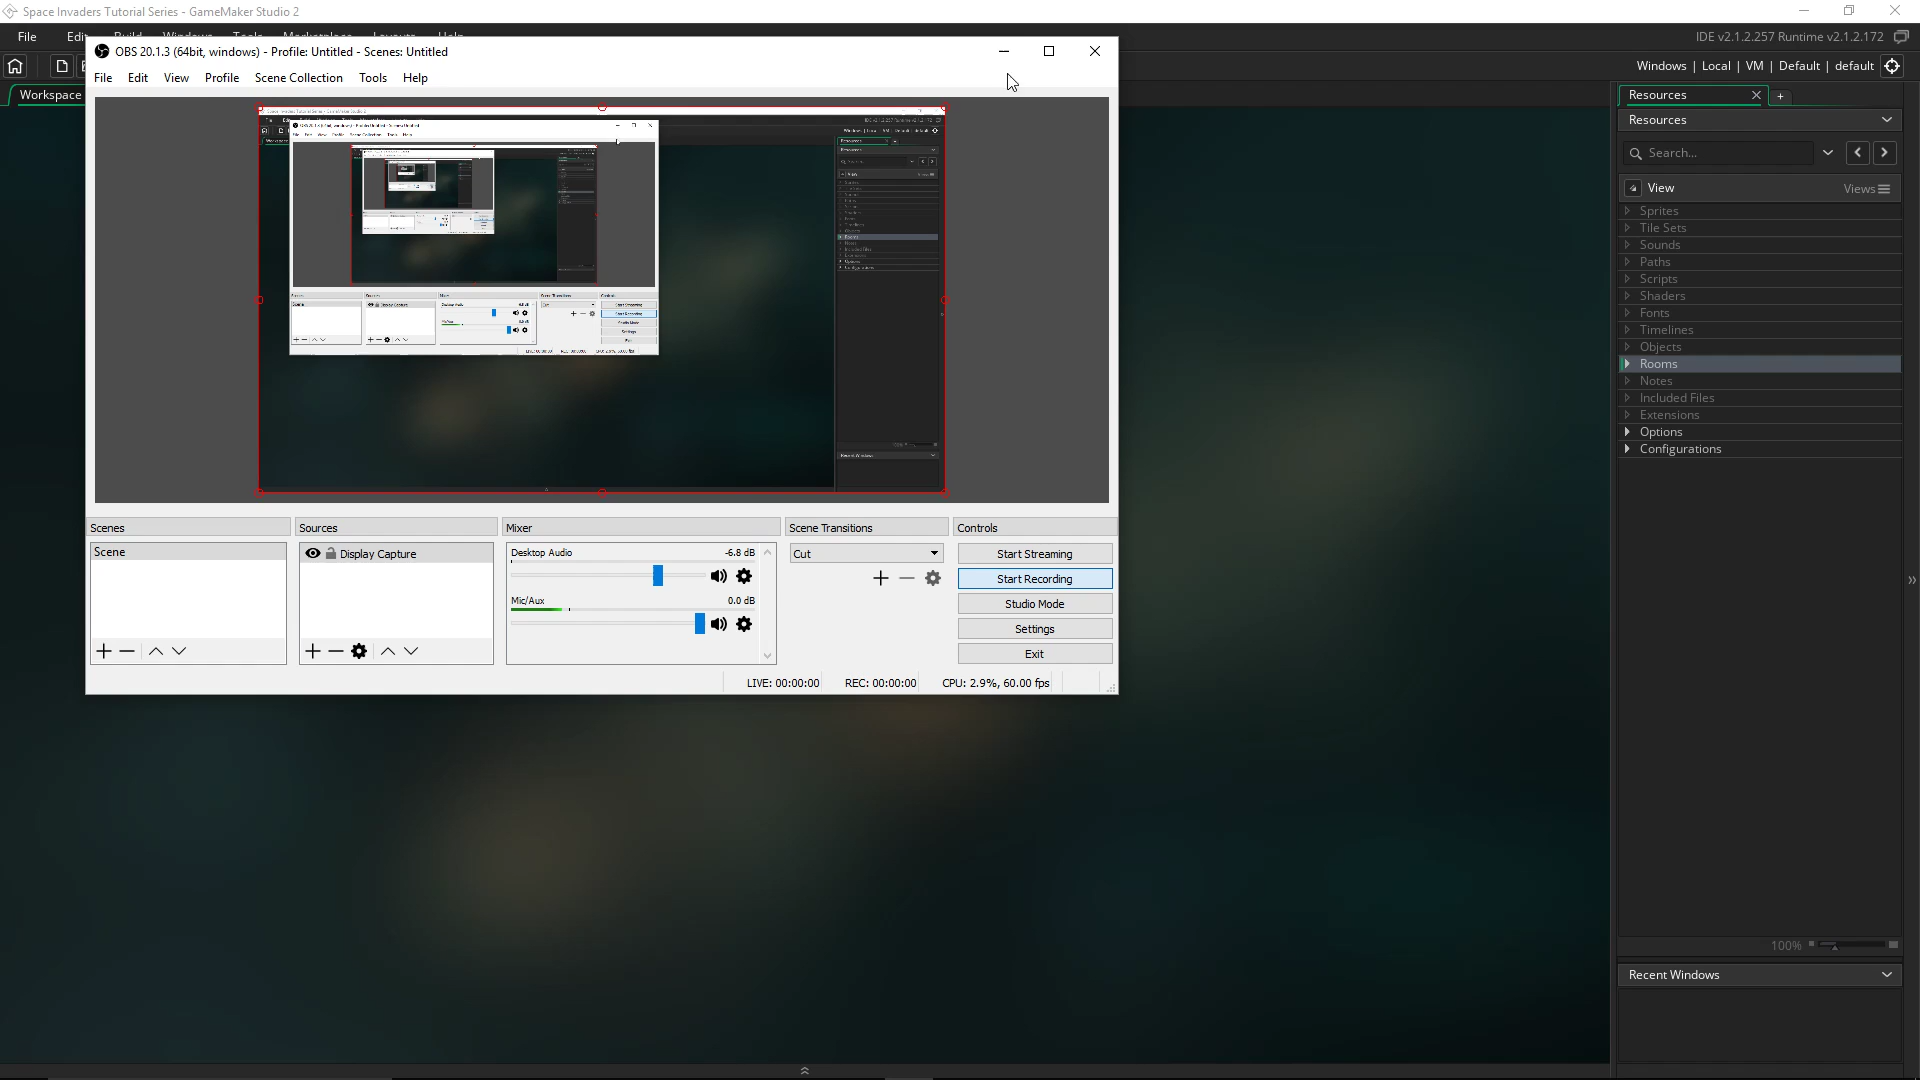 Space Invaders Tutorial Series - GameMaker Studio 2
File
IDE v2.1.2.257 Runtime v2.1.2.172
Windows | Local | VM | Default | default
Workspace
OBS 20.1.3 (64bit, windows) - Profile: Untitled - Scenes: Untitled
File Edit View Profile Scene Collection Tools Help
Scenes
Scene
Sources
Display Capture
Mixer
Desktop Audio -6.8 dB
Mic/Aux 0.0 dB
Scene Transitions
Cut
Controls
Start Streaming
Start Recording
Studio Mode
Settings
Exit
LIVE: 00:00:00 REC: 00:00:00 CPU: 2.9%, 60.00 fps
Resources
Resources
Search...
View Views
Sprites
Tile Sets
Sounds
Paths
Scripts
Shaders
Fonts
Timelines
Objects
Rooms
Notes
Included Files
Extensions
Options
Configurations
100%
Recent Windows